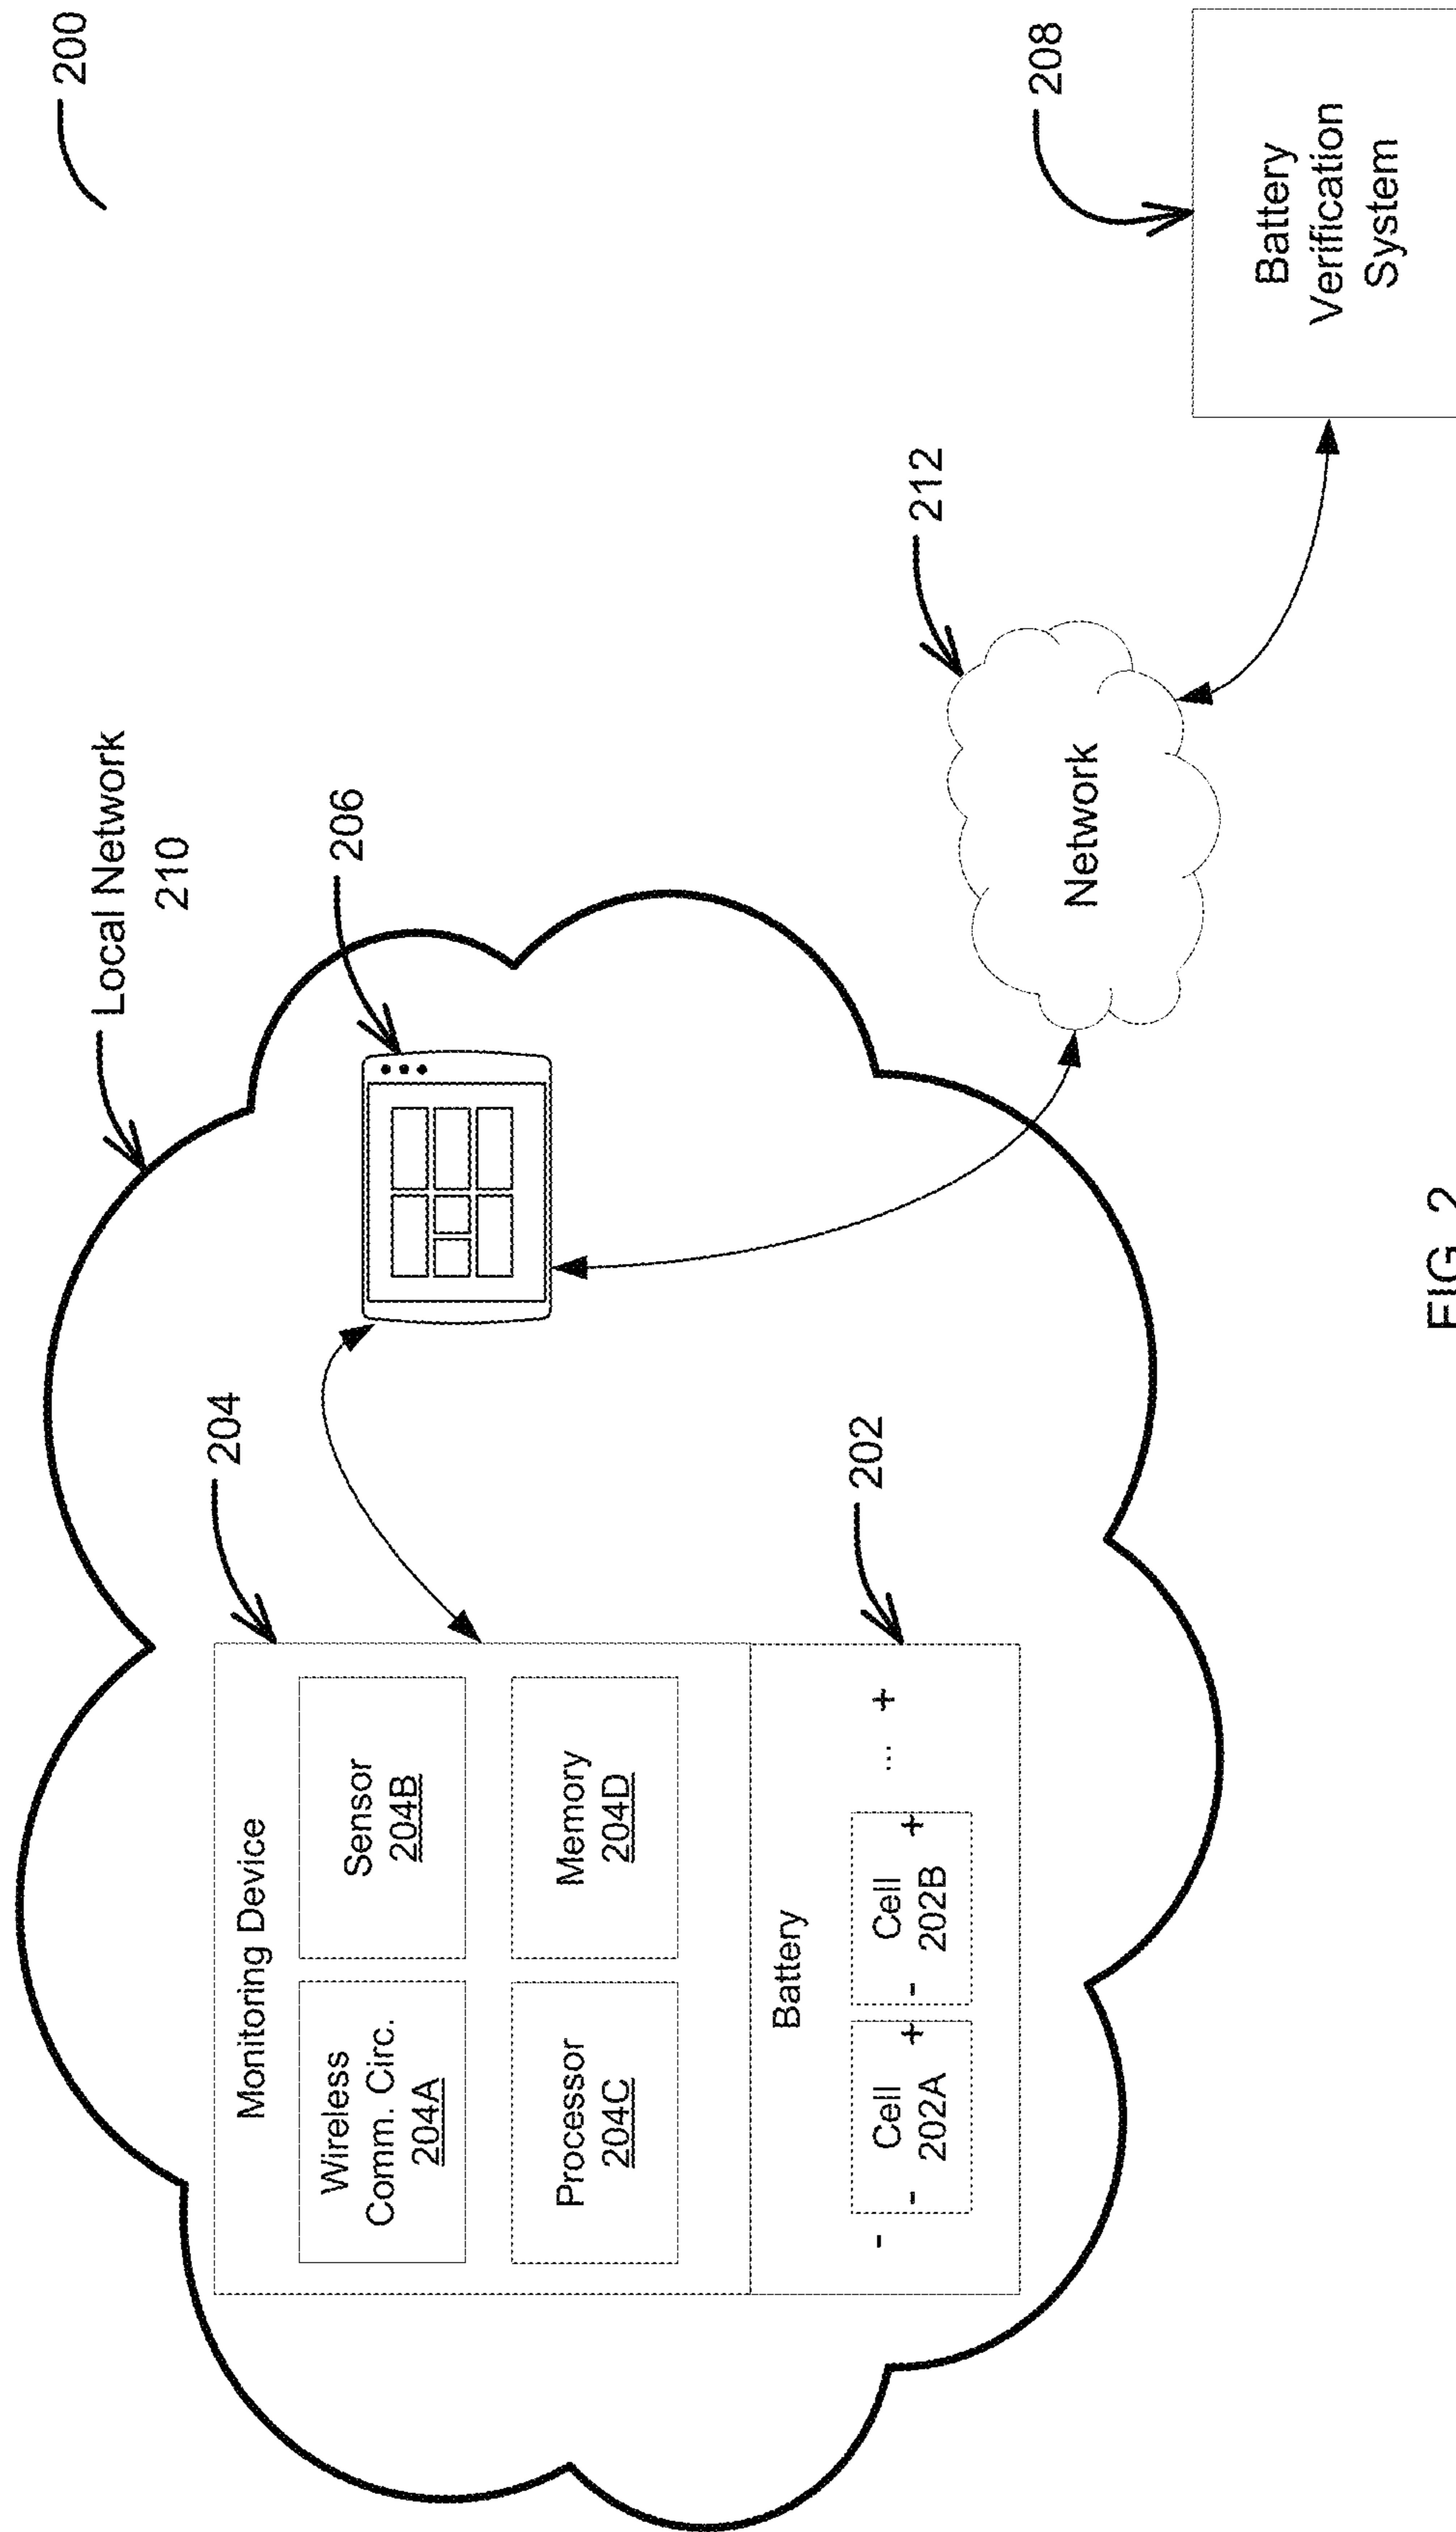 200
Local Network
210
206
204
Monitoring Device
Wireless
Comm. Circ.
204A
Sensor
204B
Processor
204C
Memory
204D
202
Battery
-
- Cell +
202A
- Cell +
202B
... +
212
Network
208
Battery
Verification
System
FIG. 2